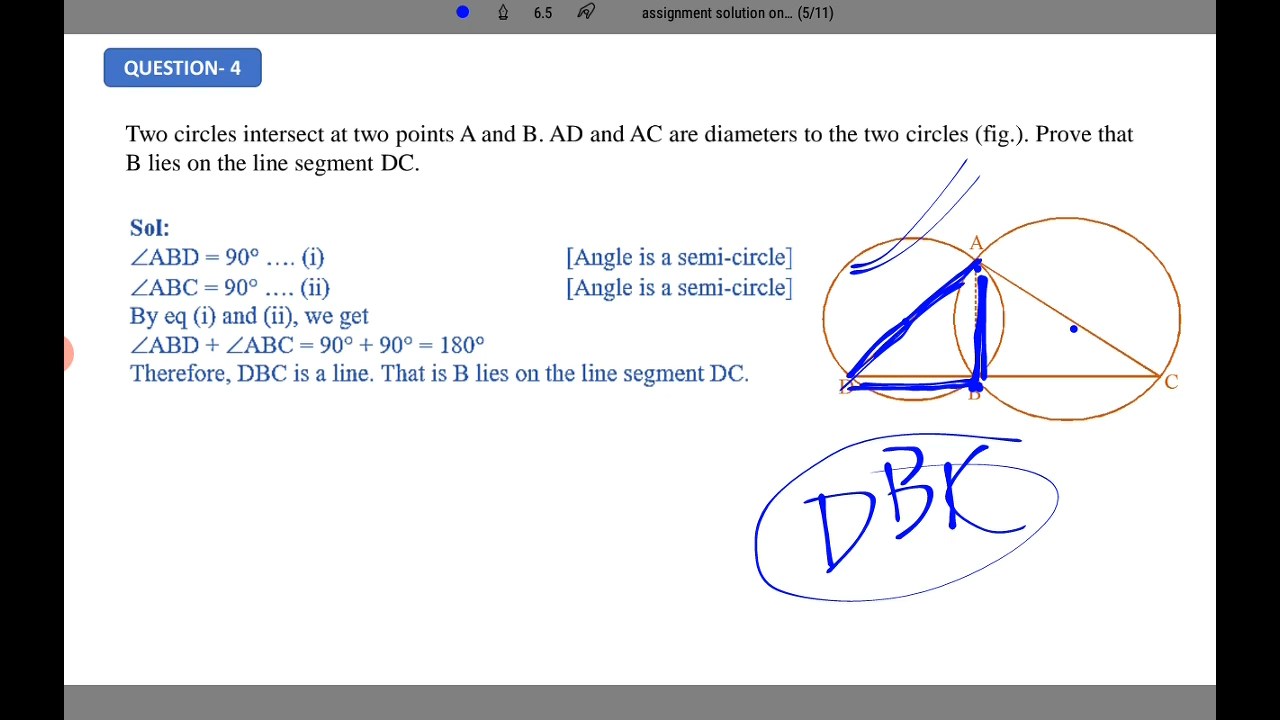 6.5 assignment solution on... (5/11)
QUESTION- 4
Two circles intersect at two points A and B. AD and AC are diameters to the two circles (fig.). Prove that
B lies on the line segment DC.
Sol:
∠ABD = 90° .... (i) [Angle is a semi-circle]
∠ABC = 90° .... (ii) [Angle is a semi-circle]
By eq (i) and (ii), we get
∠ABD + ∠ABC = 90° + 90° = 180°
Therefore, DBC is a line. That is B lies on the line segment DC.
A
D B C
DBC